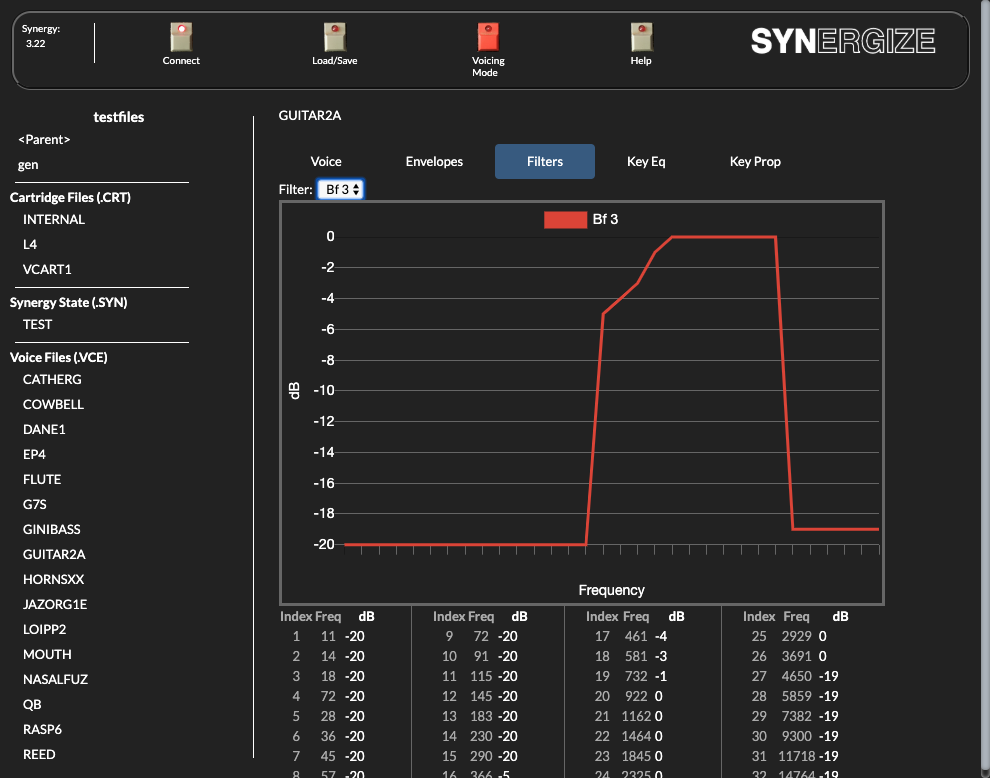 Synergy:
3.22
Connect
Load/Save
Voicing
Mode
Help
SYNERGIZE
testfiles
<Parent>
gen
Cartridge Files (.CRT)
INTERNAL
L4
VCART1
Synergy State (.SYN)
TEST
Voice Files (.VCE)
CATHERG
COWBELL
DANE1
EP4
FLUTE
G7S
GINIBASS
GUITAR2A
HORNSXX
JAZORG1E
LOIPP2
MOUTH
NASALFUZ
QB
RASP6
REED
GUITAR2A
Voice Envelopes Filters Key Eq Key Prop
Filter: Bf 3
Bf 3
0
-2
-4
-6
-8
-10
-12
-14
-16
-18
-20
dB
Frequency
Index Freq dB Index Freq dB Index Freq dB Index Freq dB
1 11 -20 9 72 -20 17 461 -4 25 2929 0
2 14 -20 10 91 -20 18 581 -3 26 3691 0
3 18 -20 11 115 -20 19 732 -1 27 4650 -19
4 72 -20 12 145 -20 20 922 0 28 5859 -19
5 28 -20 13 183 -20 21 1162 0 29 7382 -19
6 36 -20 14 230 -20 22 1464 0 30 9300 -19
7 45 -20 15 290 -20 23 1845 0 31 11718 -19
8 57 -20 16 366 -5 24 2325 0 32 14764 -19